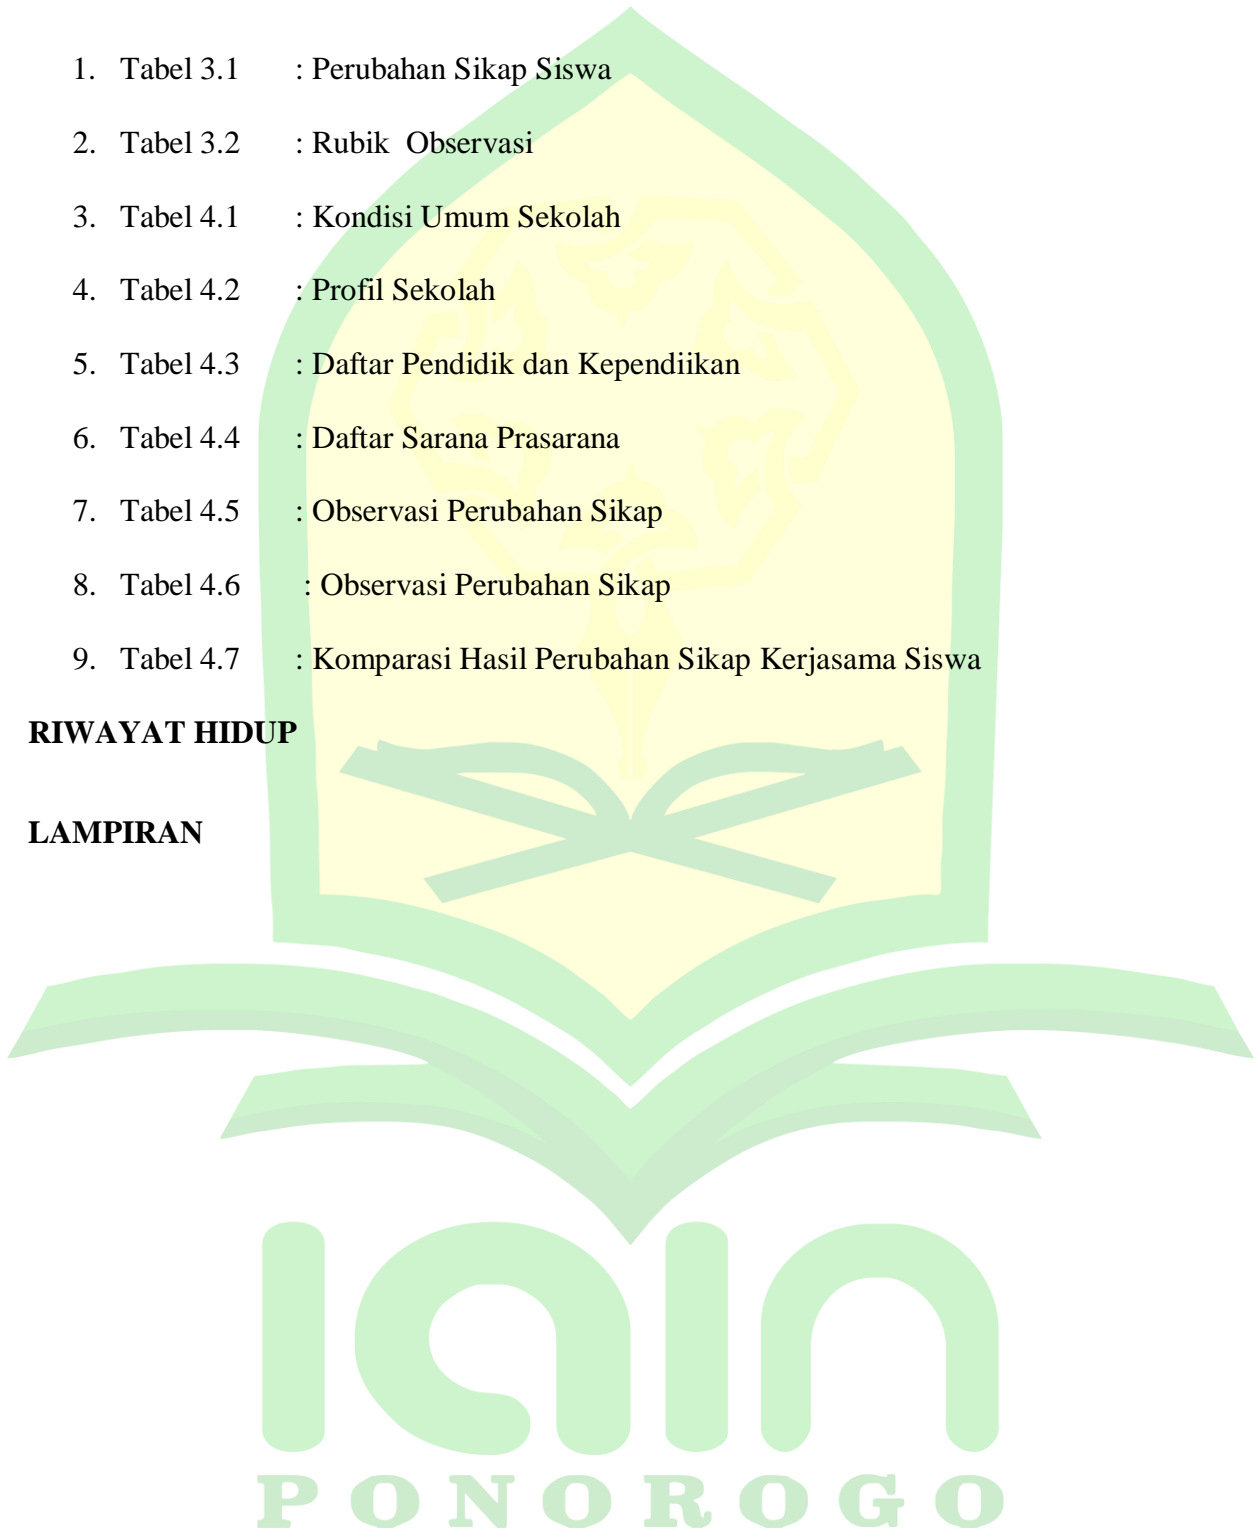 1. Tabel 3.1 : Perubahan Sikap Siswa
2. Tabel 3.2 : Rubik Observasi
3. Tabel 4.1 : Kondisi Umum Sekolah
4. Tabel 4.2 : Profil Sekolah
5. Tabel 4.3 : Daftar Pendidik dan Kependiikan
6. Tabel 4.4 : Daftar Sarana Prasarana
7. Tabel 4.5 : Observasi Perubahan Sikap
8. Tabel 4.6 : Observasi Perubahan Sikap
9. Tabel 4.7 : Komparasi Hasil Perubahan Sikap Kerjasama Siswa
RIWAYAT HIDUP
LAMPIRAN
iain
PONOROGO